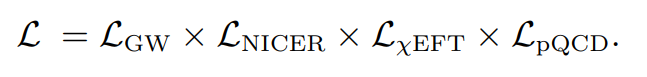 ℒ = ℒ_GW × ℒ_NICER × ℒ_χEFT × ℒ_pQCD.